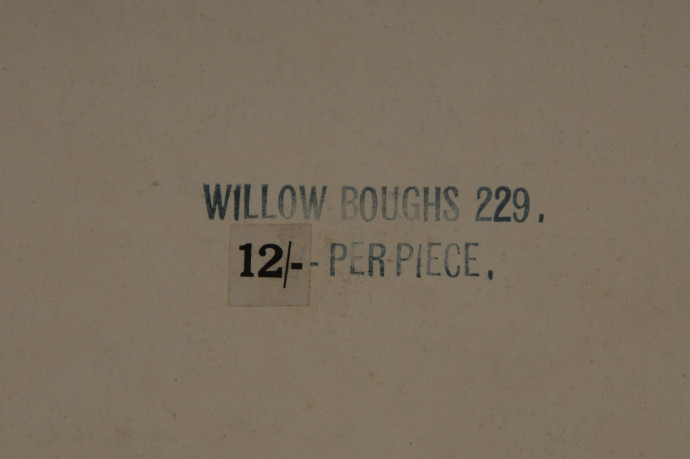 WILLOW BOUGHS 229.
12/- - PER PIECE.